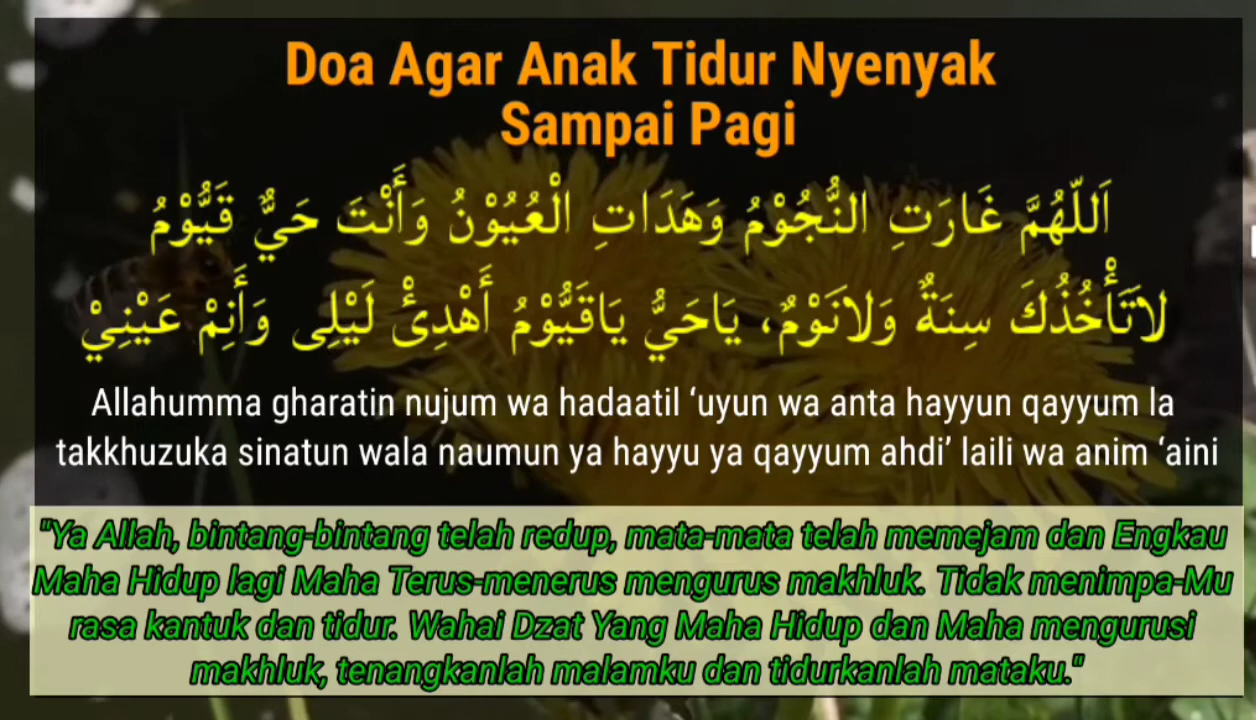 Doa Agar Anak Tidur Nyenyak
Sampai Pagi
اَللّٰهُمَّ غَارَتِ النُّجُوْمُ وَهَدَاتِ الْعُيُوْنُ وَأَنْتَ حَيٌّ قَيُّوْمُ
لاَتَأْخُذُكَ سِنَةٌ وَلاَنَوْمٌ، يَاحَيُّ يَاقَيُّوْمُ أَهْدِئْ لَيْلِى وَأَنِمْ عَيْنِيْ
Allahumma gharatin nujum wa hadaatil ‘uyun wa anta hayyun qayyum la
takkhuzuka sinatun wala naumun ya hayyu ya qayyum ahdi’ laili wa anim ‘aini
"Ya Allah, bintang-bintang telah redup, mata-mata telah memejam dan Engkau
Maha Hidup lagi Maha Terus-menerus mengurus makhluk. Tidak menimpa-Mu
rasa kantuk dan tidur. Wahai Dzat Yang Maha Hidup dan Maha mengurusi
makhluk, tenangkanlah malamku dan tidurkanlah mataku."